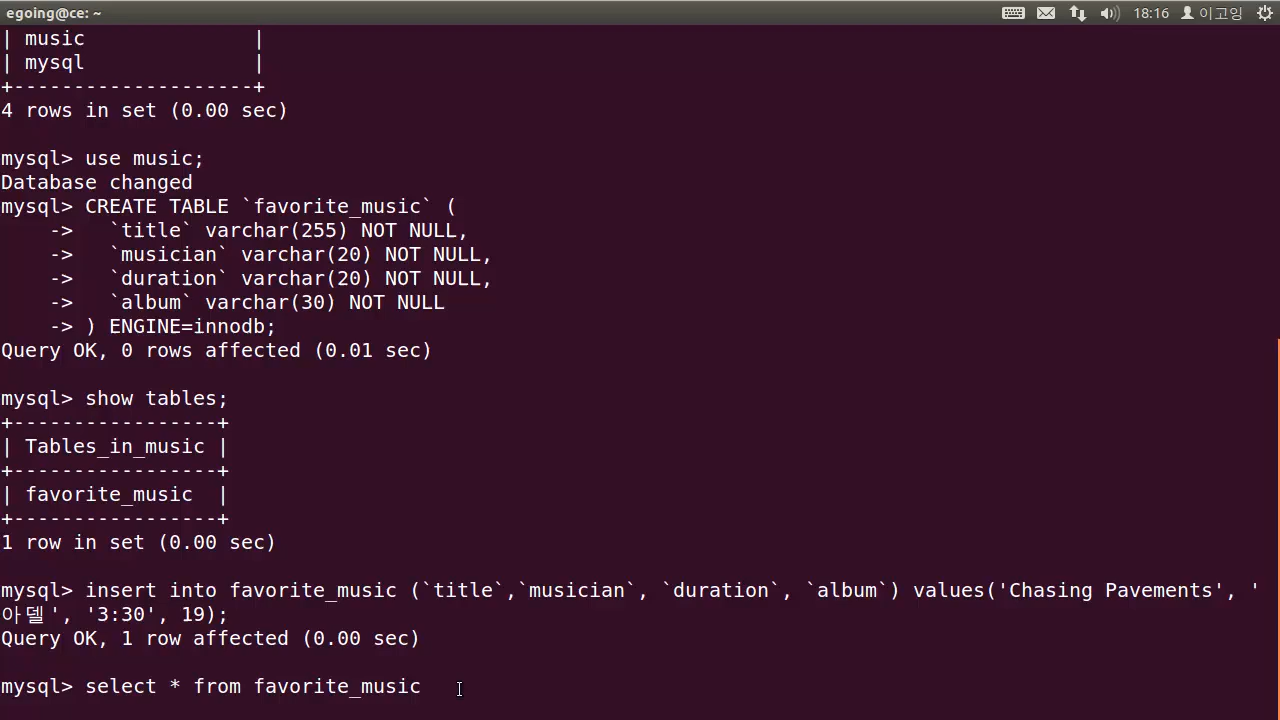 egoing@ce: ~ 18:16 이고잉
| music              |
| mysql              |
+--------------------+
4 rows in set (0.00 sec)
mysql> use music;
Database changed
mysql> CREATE TABLE `favorite_music` (
    ->   `title` varchar(255) NOT NULL,
    ->   `musician` varchar(20) NOT NULL,
    ->   `duration` varchar(20) NOT NULL,
    ->   `album` varchar(30) NOT NULL
    -> ) ENGINE=innodb;
Query OK, 0 rows affected (0.01 sec)
mysql> show tables;
+-----------------+
| Tables_in_music |
+-----------------+
| favorite_music  |
+-----------------+
1 row in set (0.00 sec)
mysql> insert into favorite_music (`title`,`musician`, `duration`, `album`) values('Chasing Pavements', '
아델', '3:30', 19);
Query OK, 1 row affected (0.00 sec)
mysql> select * from favorite_music